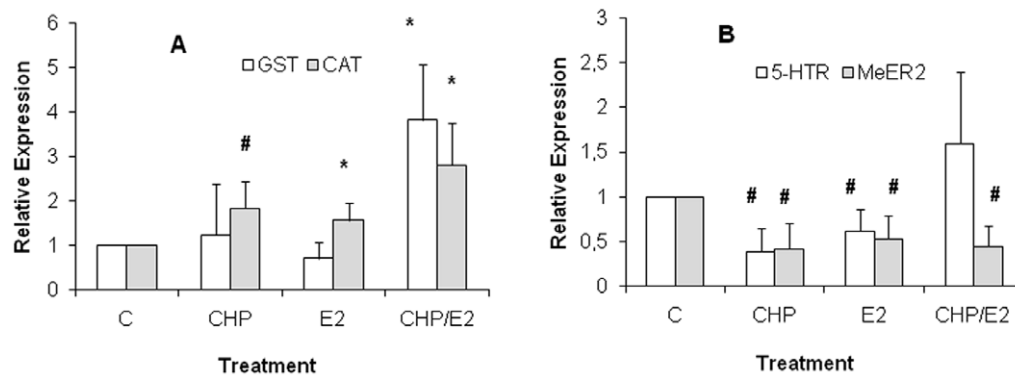 A
GST CAT
Relative Expression
6
5
4
3
2
1
0
*
*
#
*
C CHP E2 CHP/E2
Treatment
B
5-HTR MeER2
Relative Expression
3
2,5
2
1,5
1
0,5
0
# # # # #
C CHP E2 CHP/E2
Treatment